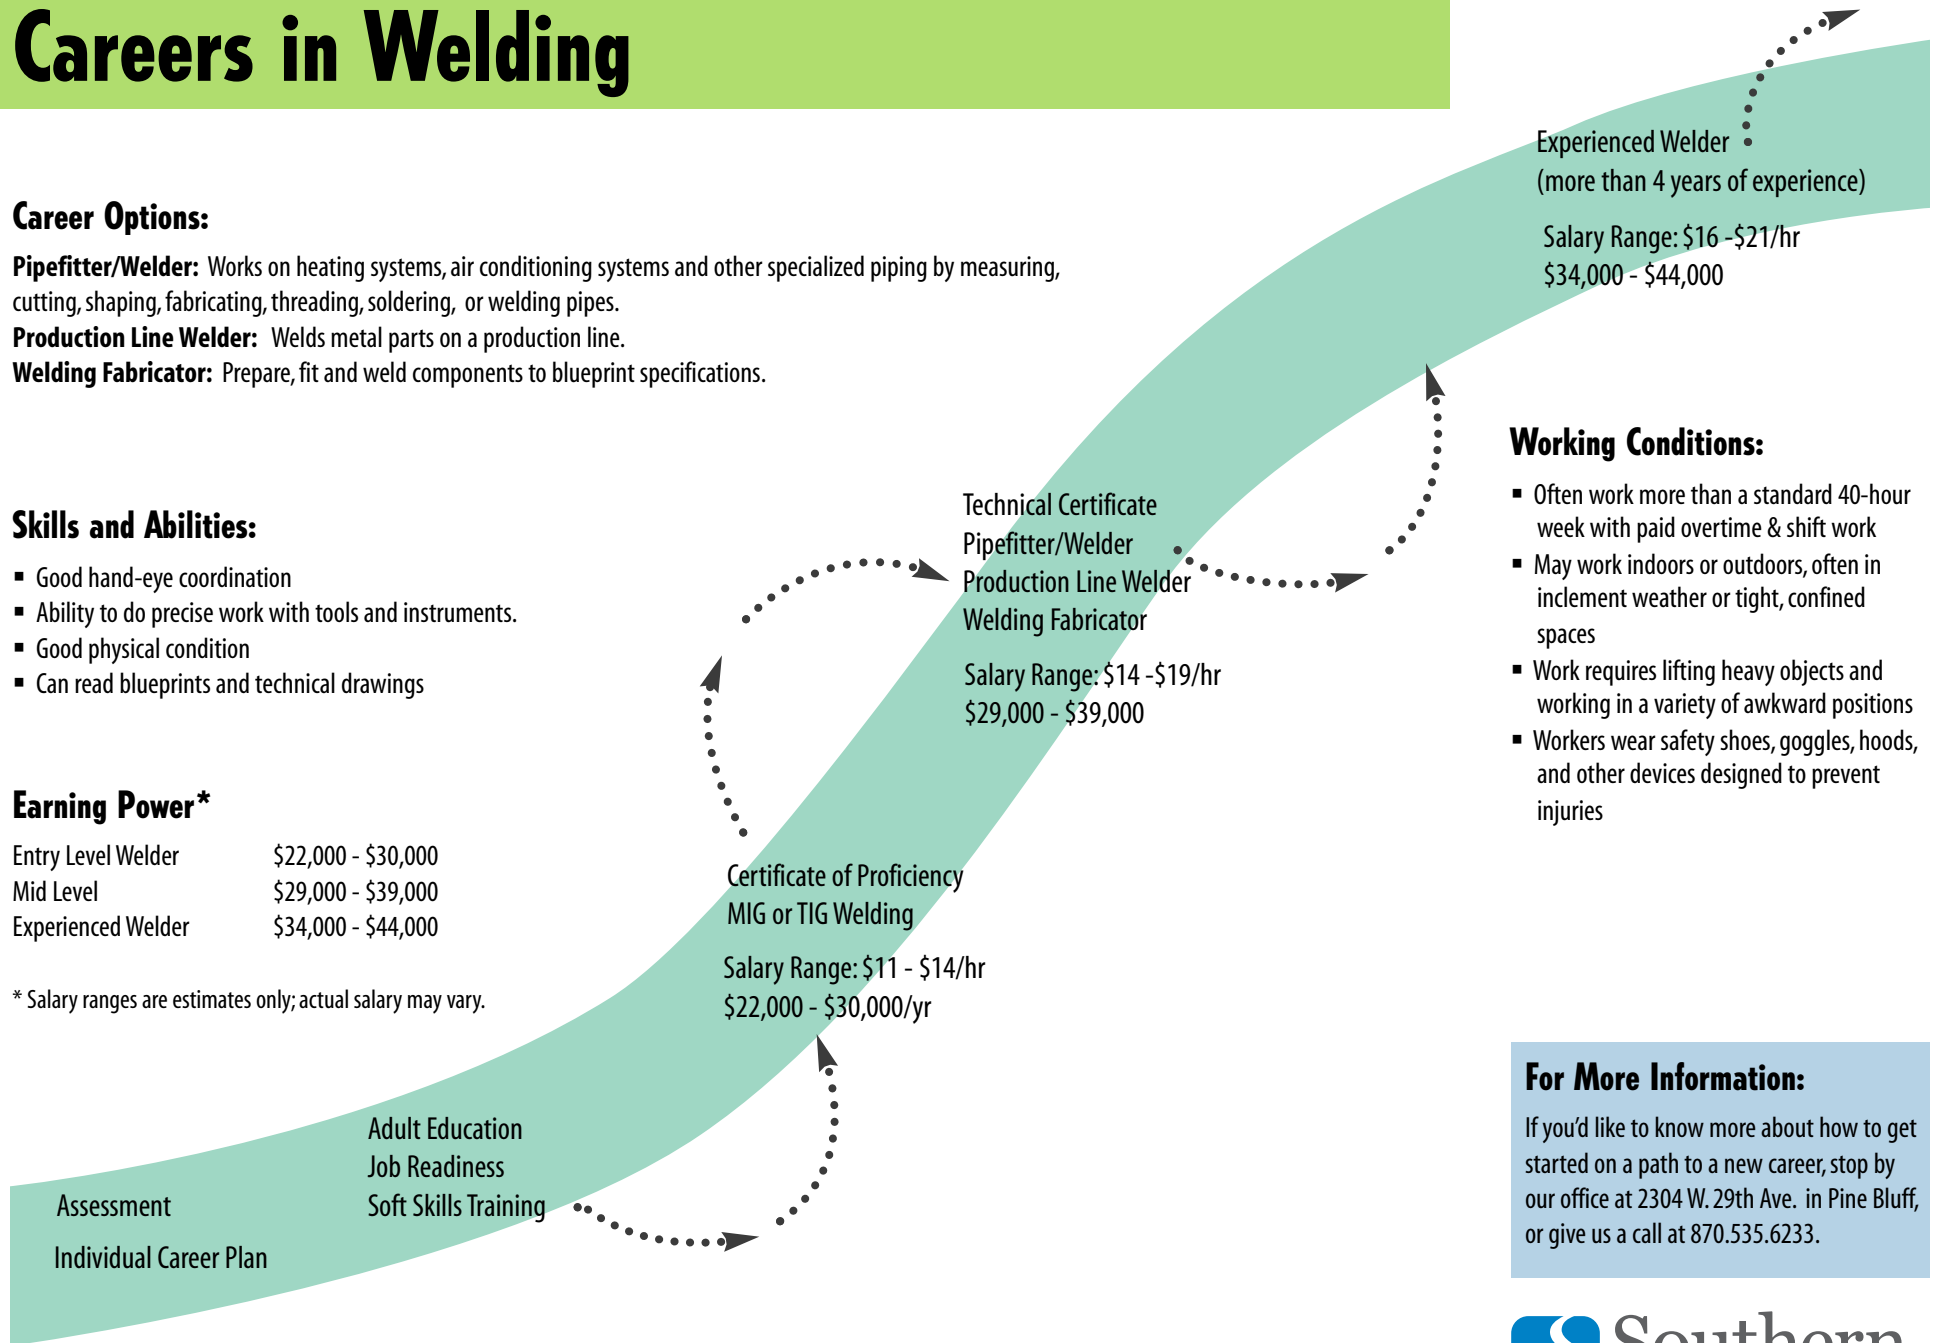 Careers in Welding
Career Options:
Pipefitter/Welder: Works on heating systems, air conditioning systems and other specialized piping by measuring,
cutting, shaping, fabricating, threading, soldering, or welding pipes.
Production Line Welder: Welds metal parts on a production line.
Welding Fabricator: Prepare, fit and weld components to blueprint specifications.
Skills and Abilities:
▪ Good hand-eye coordination
▪ Ability to do precise work with tools and instruments.
▪ Good physical condition
▪ Can read blueprints and technical drawings
Earning Power*
Entry Level Welder $22,000 - $30,000
Mid Level $29,000 - $39,000
Experienced Welder $34,000 - $44,000
* Salary ranges are estimates only; actual salary may vary.
Assessment
Individual Career Plan
Adult Education
Job Readiness
Soft Skills Training
Certificate of Proficiency
MIG or TIG Welding
Salary Range: $11 - $14/hr
$22,000 - $30,000/yr
Technical Certificate
Pipefitter/Welder
Production Line Welder
Welding Fabricator
Salary Range: $14 -$19/hr
$29,000 - $39,000
Experienced Welder
(more than 4 years of experience)
Salary Range: $16 -$21/hr
$34,000 - $44,000
Working Conditions:
▪ Often work more than a standard 40-hour
week with paid overtime & shift work
▪ May work indoors or outdoors, often in
inclement weather or tight, confined
spaces
▪ Work requires lifting heavy objects and
working in a variety of awkward positions
▪ Workers wear safety shoes, goggles, hoods,
and other devices designed to prevent
injuries
For More Information:
If you'd like to know more about how to get
started on a path to a new career, stop by
our office at 2304 W. 29th Ave. in Pine Bluff,
or give us a call at 870.535.6233.
Southern